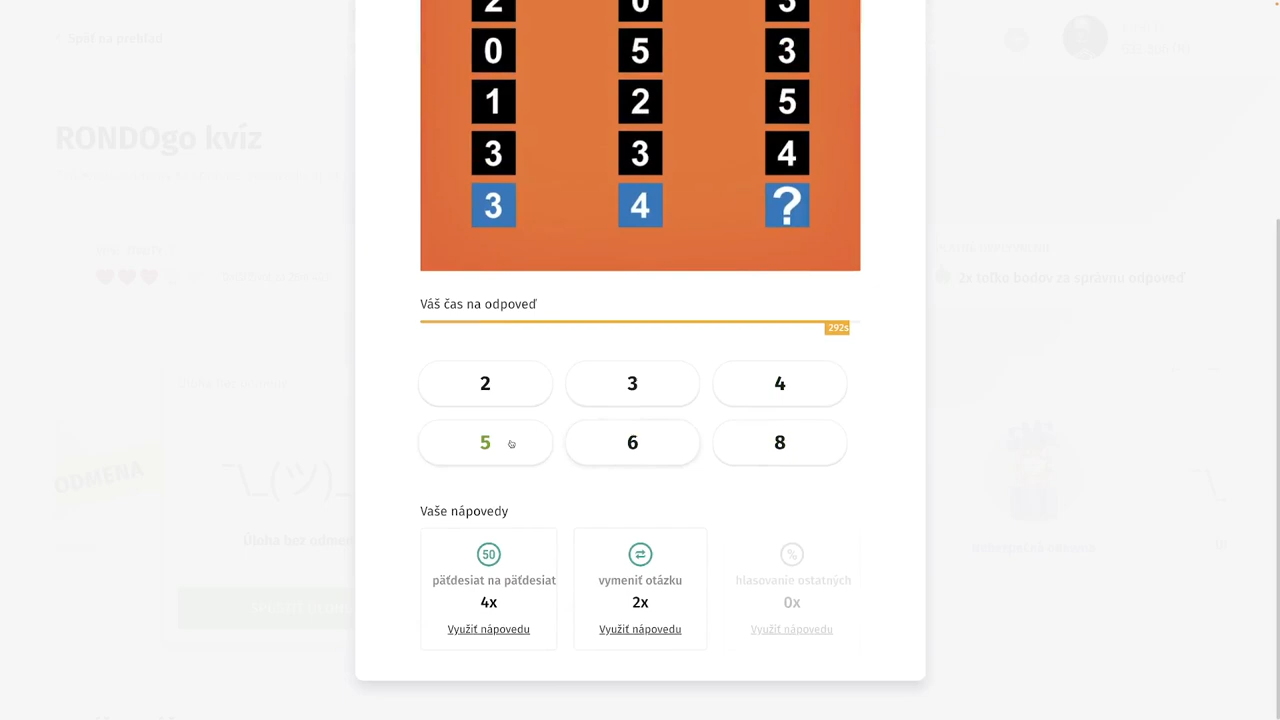 Späť na prehľad
RONDOgo kvíz
2 0 3
0 5 3
1 2 5
3 3 4
3 4 ?
2x toľko bodov za správnu odpoveď
Váš čas na odpoveď
292s
2 3 4
5 6 8
ODMENA
¯\_(ツ)_
Úloha bez odmeny
Vaše nápovedy
50 %
päťdesiat na päťdesiat vymeniť otázku hlasovanie ostatných
4x 2x 0x
Využiť nápovedu Využiť nápovedu Využiť nápovedu